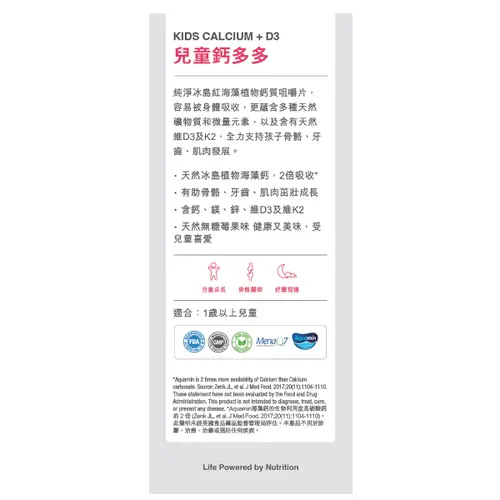 KIDS CALCIUM + D3
兒童鈣多多
純淨冰島紅海藻植物鈣質咀嚼片，
容易被身體吸收，更蘊含多種天然
礦物質和微量元素，以及含有天然
維D3及K2，全力支持孩子骨骼、牙
齒、肌肉發展。
・天然冰島植物海藻鈣，2倍吸收*
・有助骨骼、牙齒、肌肉茁壯成長
・含鈣、鎂、鋅、維D3及維K2
・天然無糖莓果味 健康又美味，受
兒童喜愛
兒童成長 骨骼關節 紓壓舒睡
適合：1歲以上兒童
FDA GMP MenaQ7 Aquamin
*Aquamin is 2 times more availability of Calcium than Calcium
carbonate. Source: Zenk JL, et al. J Med Food. 2017;20(11):1104-1110.
These statement have not been evaluated by the Food and Drug
Administration. This product is not intended to diagnose, treat, cure,
or prevent any disease. *Aquamin海藻鈣的生物利用度是碳酸鈣
的 2 倍 (Zenk JL, et al. J Med Food. 2017;20(11):1104-1110)。
此聲明未經美國食品藥品監督管理局評估。本產品不用於診
斷、治療、治癒或預防任何疾病。
Life Powered by Nutrition